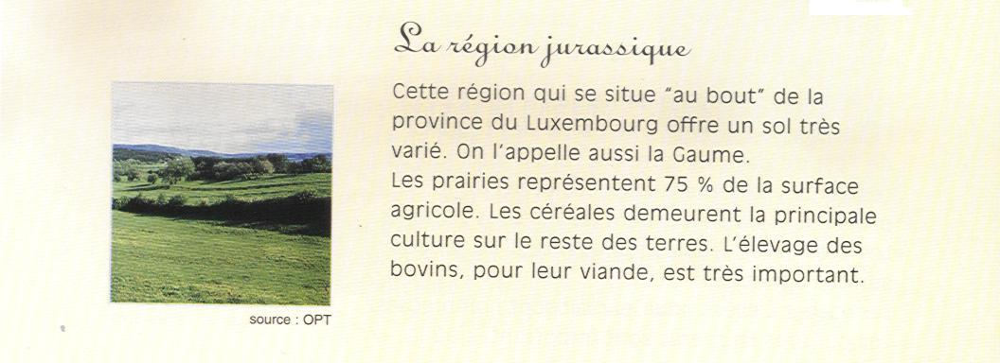 La région jurassique
Cette région qui se situe "au bout" de la
province du Luxembourg offre un sol très
varié. On l'appelle aussi la Gaume.
Les prairies représentent 75 % de la surface
agricole. Les céréales demeurent la principale
culture sur le reste des terres. L'élevage des
bovins, pour leur viande, est très important.
source : OPT